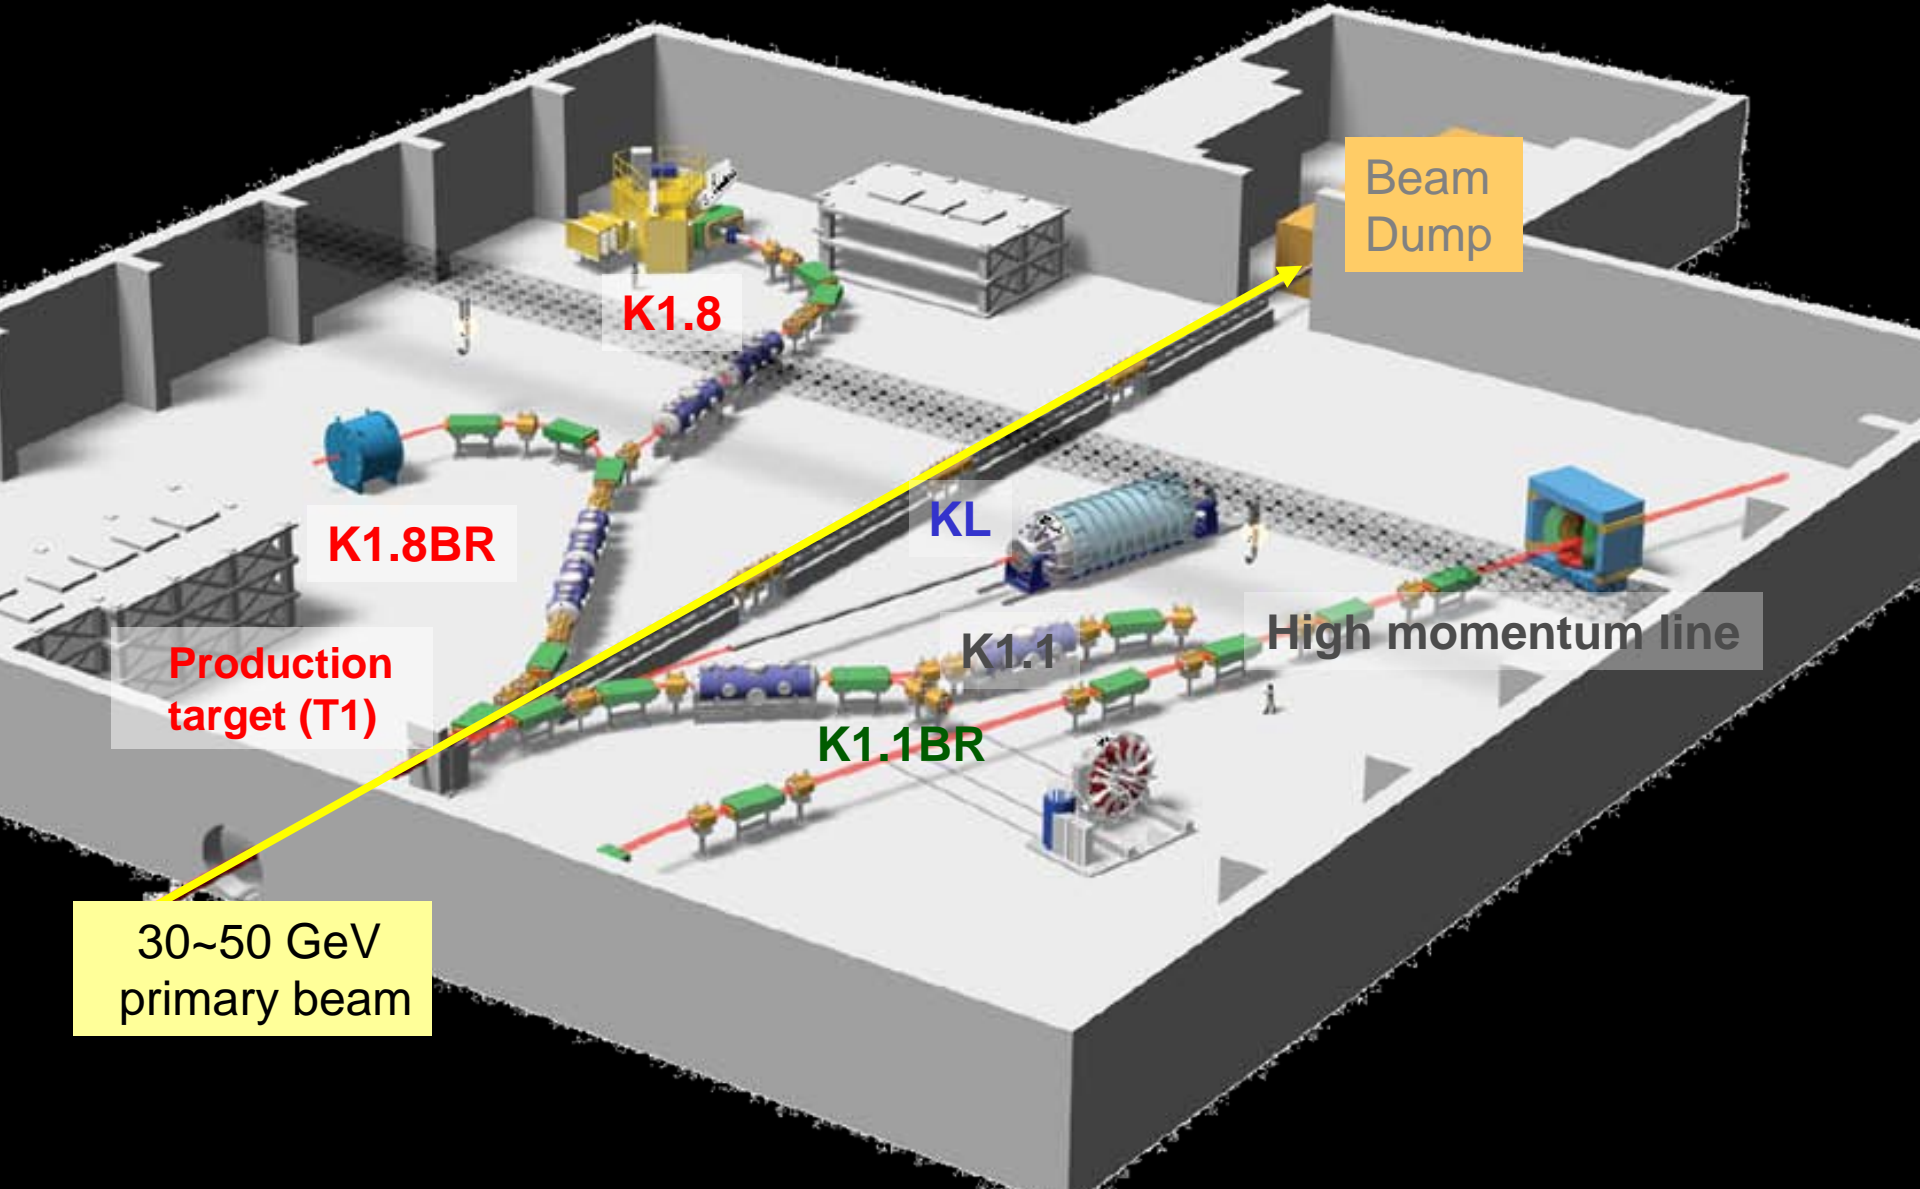 Beam
Dump
K1.8
KL
K1.8BR
High momentum line
K1.1
Production
target (T1)
K1.1BR
30~50 GeV
primary beam